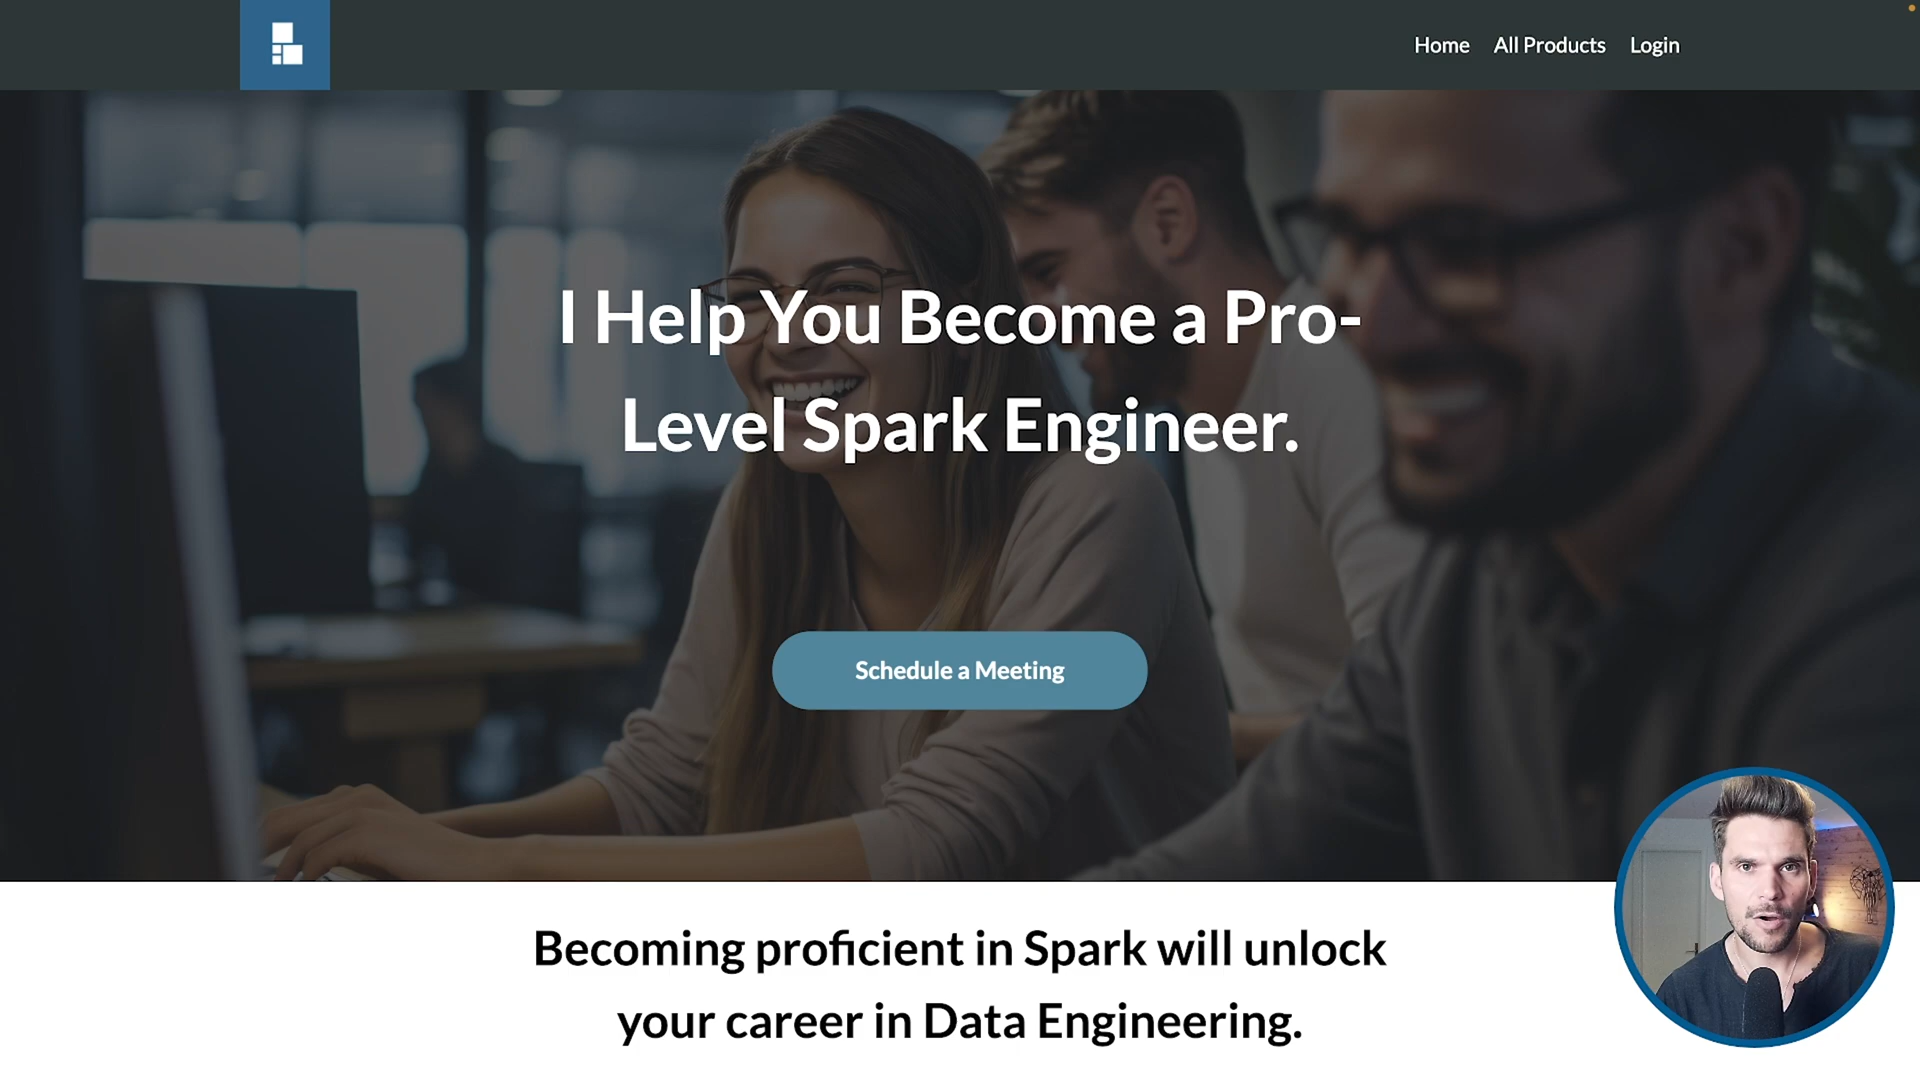 Home All Products Login
I Help You Become a Pro-
Level Spark Engineer.
Schedule a Meeting
Becoming proficient in Spark will unlock
your career in Data Engineering.